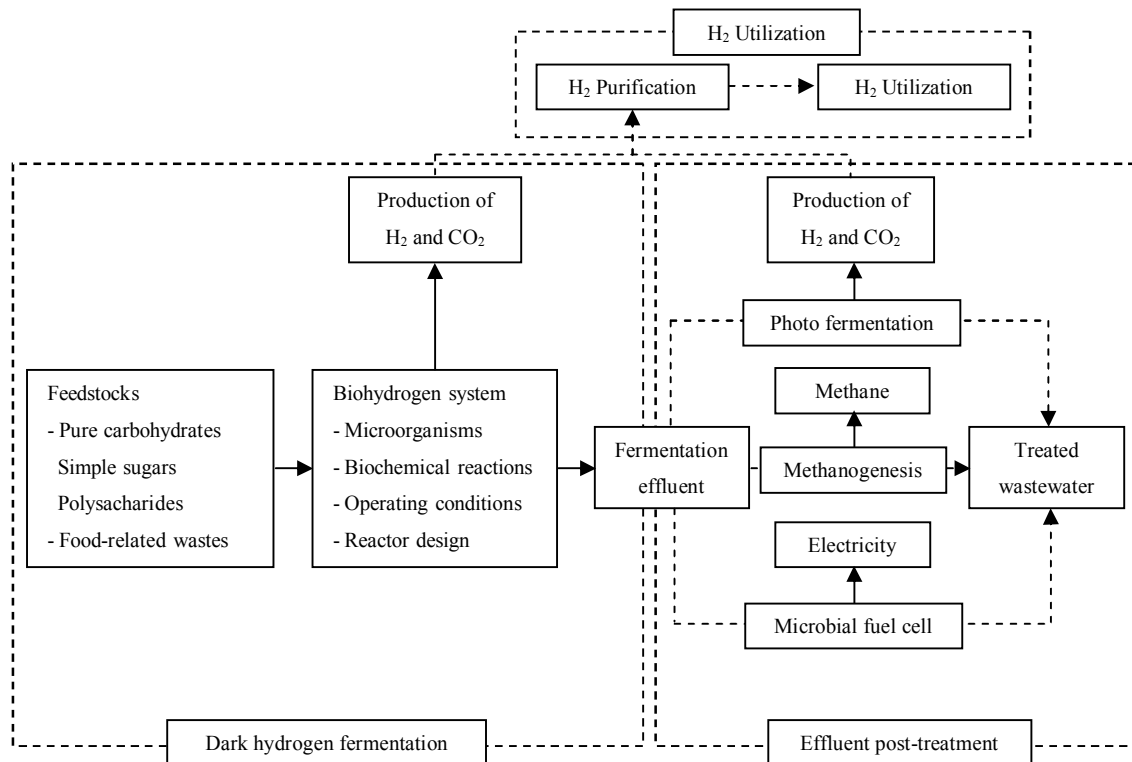 H₂ Utilization
H₂ Purification
H₂ Utilization
Production of
H₂ and CO₂
Production of
H₂ and CO₂
Photo fermentation
Feedstocks
- Pure carbohydrates
Simple sugars
Polysacharides
- Food-related wastes
Biohydrogen system
- Microorganisms
- Biochemical reactions
- Operating conditions
- Reactor design
Fermentation
effluent
Methane
Methanogenesis
Treated
wastewater
Electricity
Microbial fuel cell
Dark hydrogen fermentation
Effluent post-treatment